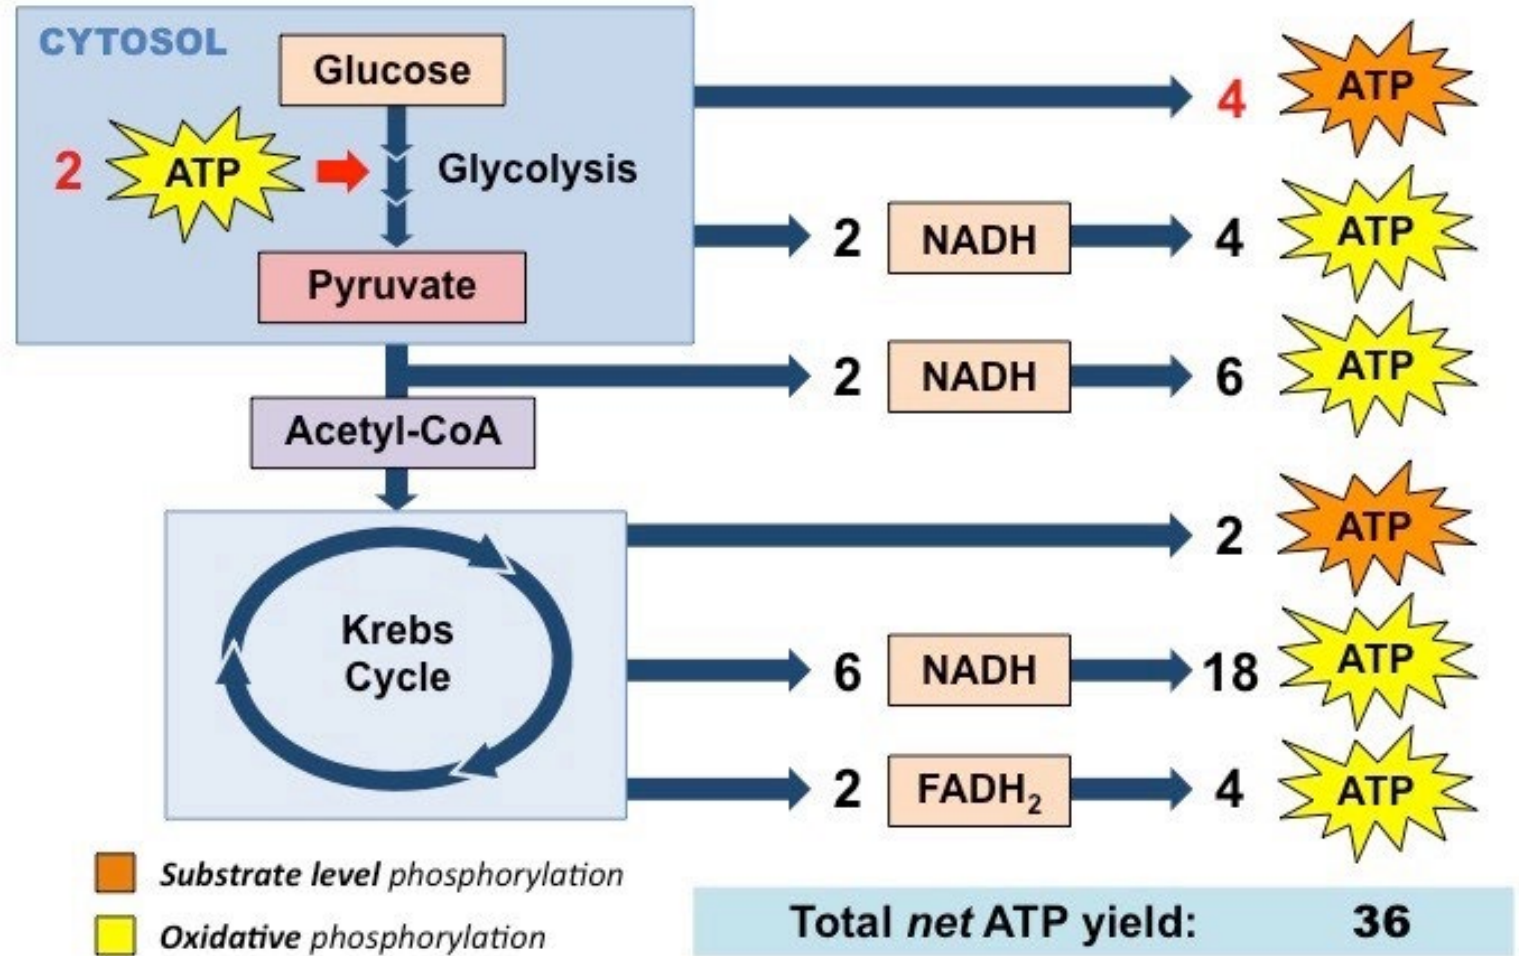 CYTOSOL
Glucose
2 ATP
Glycolysis
Pyruvate
4 ATP
2 NADH 4 ATP
2 NADH 6 ATP
Acetyl-CoA
Krebs
Cycle
2 ATP
6 NADH 18 ATP
2 FADH₂ 4 ATP
Substrate level phosphorylation
Oxidative phosphorylation
Total net ATP yield: 36